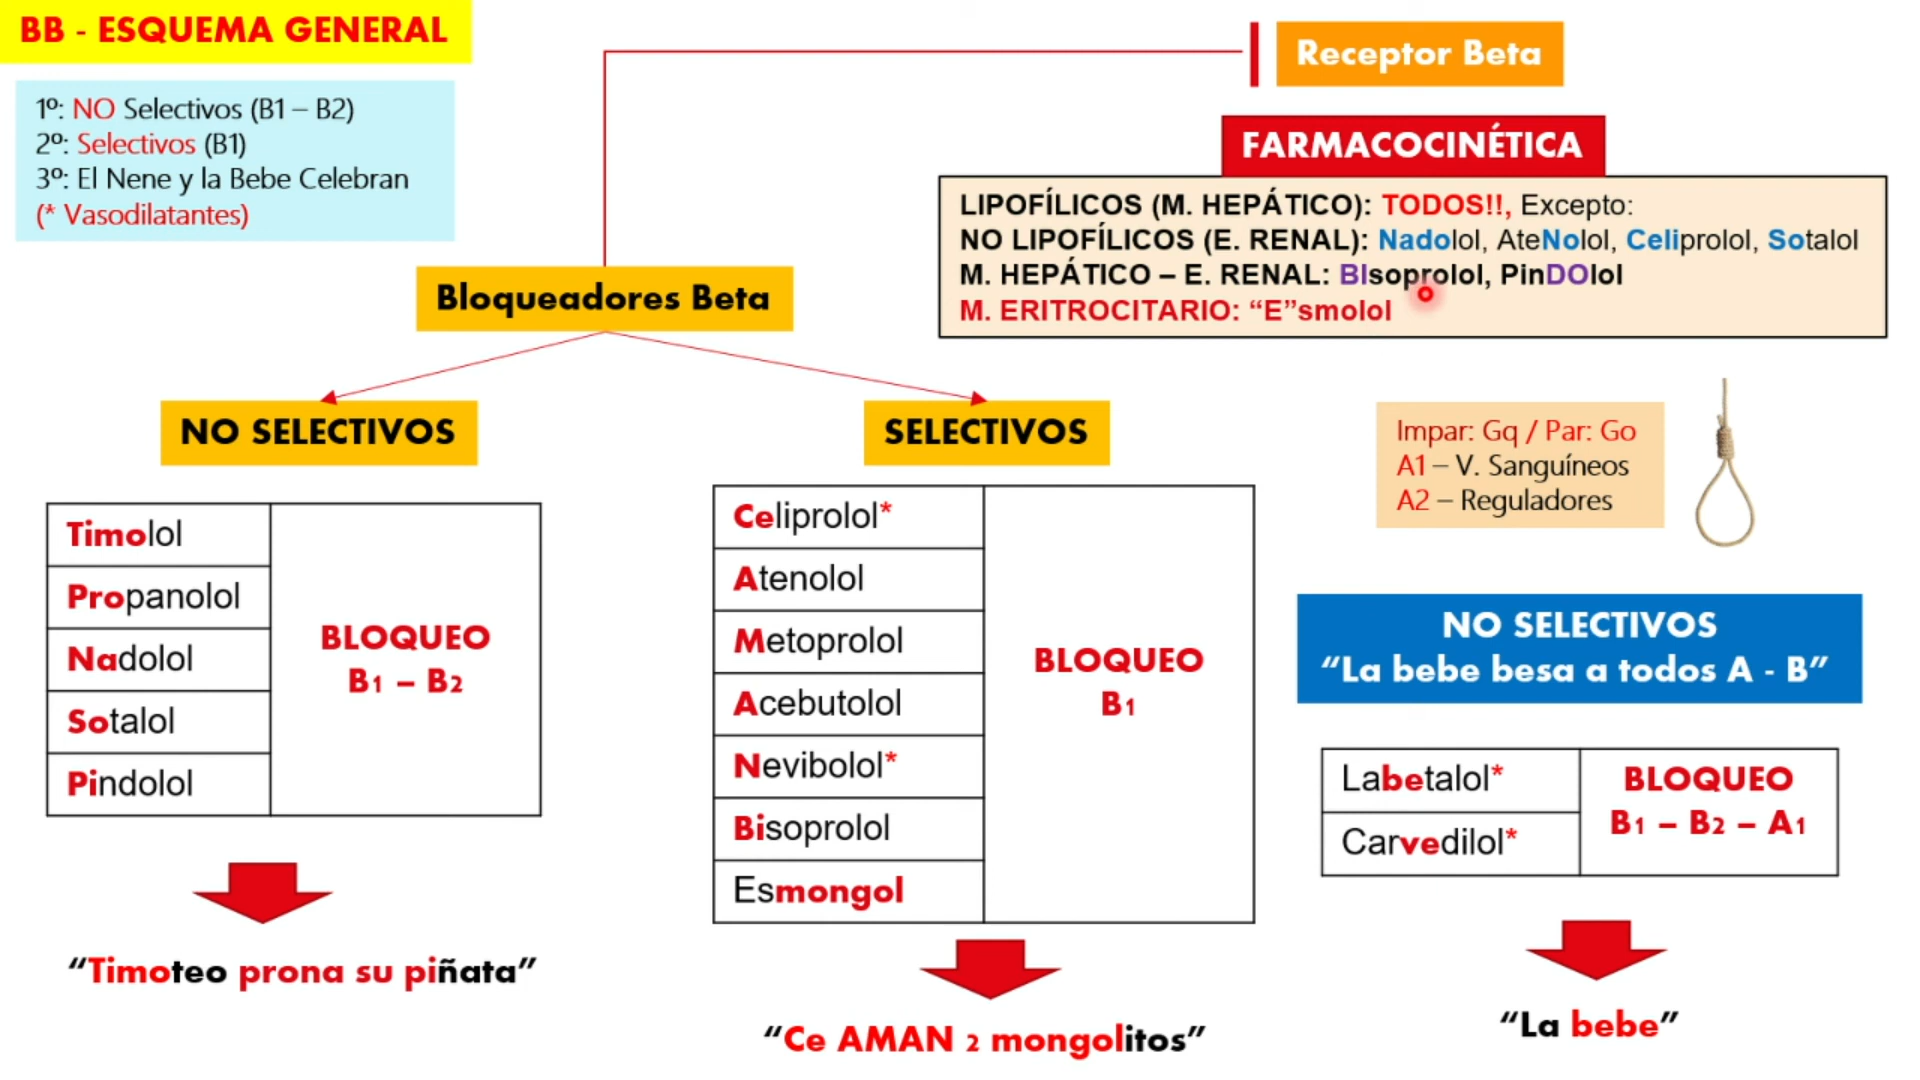 BB - ESQUEMA GENERAL
1º: NO Selectivos (B1 – B2)
2º: Selectivos (B1)
3º: El Nene y la Bebe Celebran
(* Vasodilatantes)
Receptor Beta
FARMACOCINÉTICA
LIPOFÍLICOS (M. HEPÁTICO): TODOS!!, Excepto:
NO LIPOFÍLICOS (E. RENAL): Nadolol, AteNolol, Celiprolol, Sotalol
M. HEPÁTICO – E. RENAL: BIsoprolol, PinDOlol
M. ERITROCITARIO: “E”smolol
Bloqueadores Beta
NO SELECTIVOS
Timolol
Propanolol
Nadolol
Sotalol
Pindolol
BLOQUEO
B1 – B2
“Timoteo prona su piñata”
SELECTIVOS
Celiprolol*
Atenolol
Metoprolol
Acebutolol
Nevibolol*
Bisoprolol
Esmongol
BLOQUEO
B1
“Ce AMAN 2 mongolitos”
Impar: Gq / Par: Go
A1 – V. Sanguíneos
A2 – Reguladores
NO SELECTIVOS
“La bebe besa a todos A - B”
Labetalol*
Carvedilol*
BLOQUEO
B1 – B2 – A1
“La bebe”